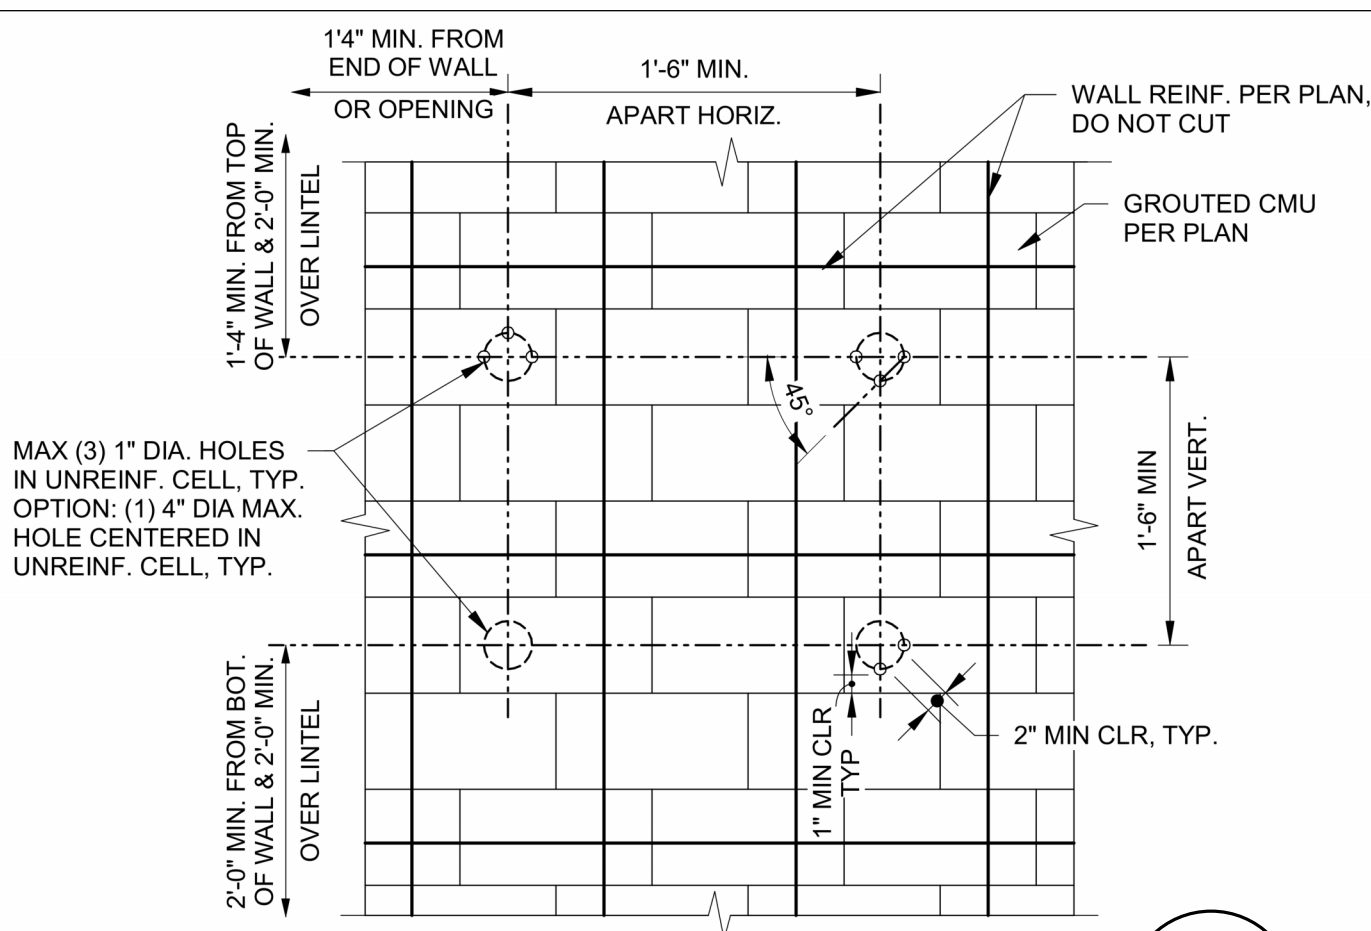 1'4" MIN. FROM
END OF WALL
OR OPENING
1'-6" MIN.
APART HORIZ.
WALL REINF. PER PLAN,
DO NOT CUT
GROUTED CMU
PER PLAN
1'-4" MIN. FROM TOP
OF WALL & 2'-0" MIN.
OVER LINTEL
45°
MAX (3) 1" DIA. HOLES
IN UNREINF. CELL, TYP.
OPTION: (1) 4" DIA MAX.
HOLE CENTERED IN
UNREINF. CELL, TYP.
1'-6" MIN
APART VERT.
2'-0" MIN. FROM BOT.
OF WALL & 2'-0" MIN.
OVER LINTEL
1" MIN CLR
TYP
2" MIN CLR, TYP.